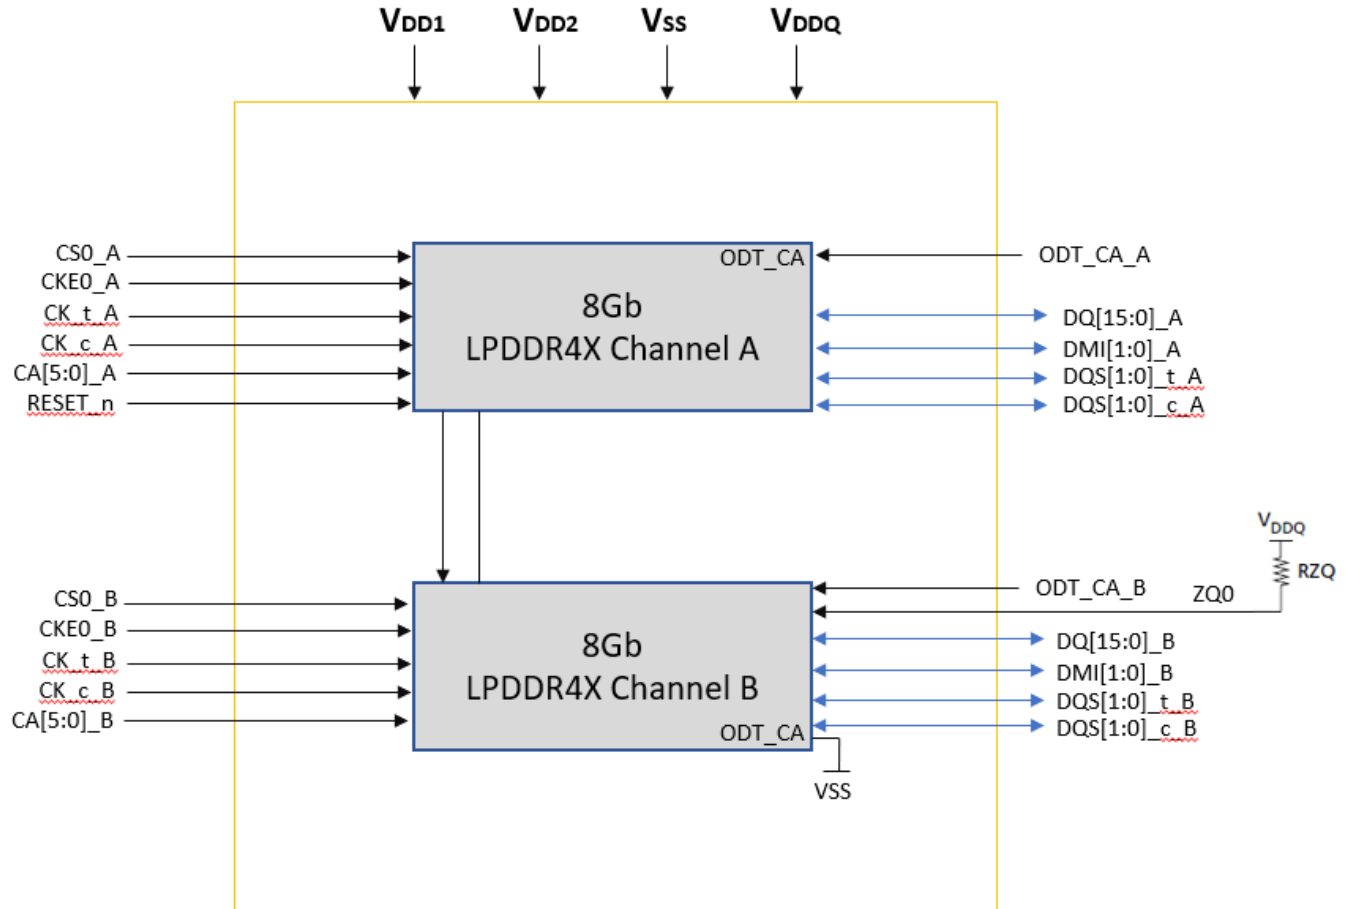 VDD1 VDD2 VSS VDDQ
CS0_A
CKE0_A
CK_t_A
CK_c_A
CA[5:0]_A
RESET_n
ODT_CA
8Gb
LPDDR4X Channel A
ODT_CA_A
DQ[15:0]_A
DMI[1:0]_A
DQS[1:0]_t_A
DQS[1:0]_c_A
VDDQ
RZQ
ZQ0
CS0_B
CKE0_B
CK_t_B
CK_c_B
CA[5:0]_B
8Gb
LPDDR4X Channel B
ODT_CA
VSS
ODT_CA_B
DQ[15:0]_B
DMI[1:0]_B
DQS[1:0]_t_B
DQS[1:0]_c_B